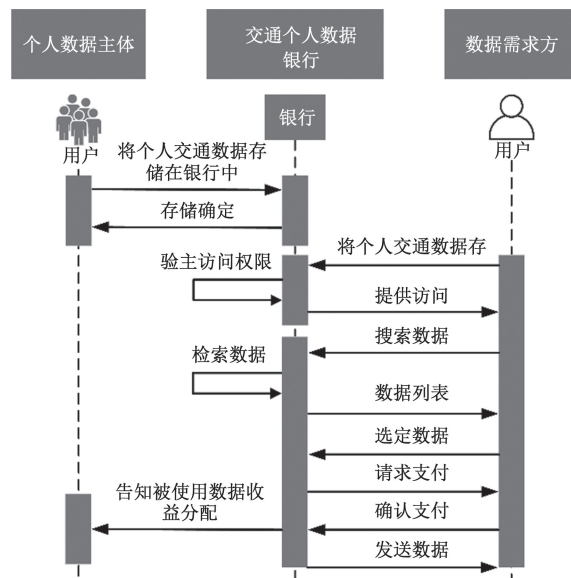 个人数据主体
交通个人数据
银行
数据需求方
银行
用户
用户
将个人交通数据存
储在银行中
存储确定
将个人交通数据存
验主访问权限
提供访问
搜索数据
检索数据
数据列表
选定数据
请求支付
告知被使用数据收
益分配
确认支付
发送数据